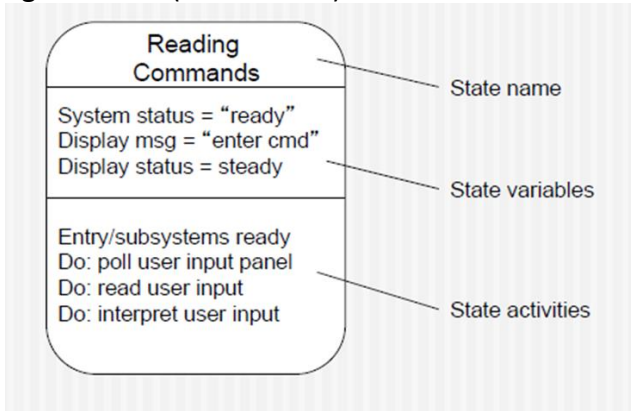 Reading
Commands
State name
System status = “ready”
Display msg = “enter cmd”
Display status = steady
State variables
Entry/subsystems ready
Do: poll user input panel
Do: read user input
Do: interpret user input
State activities